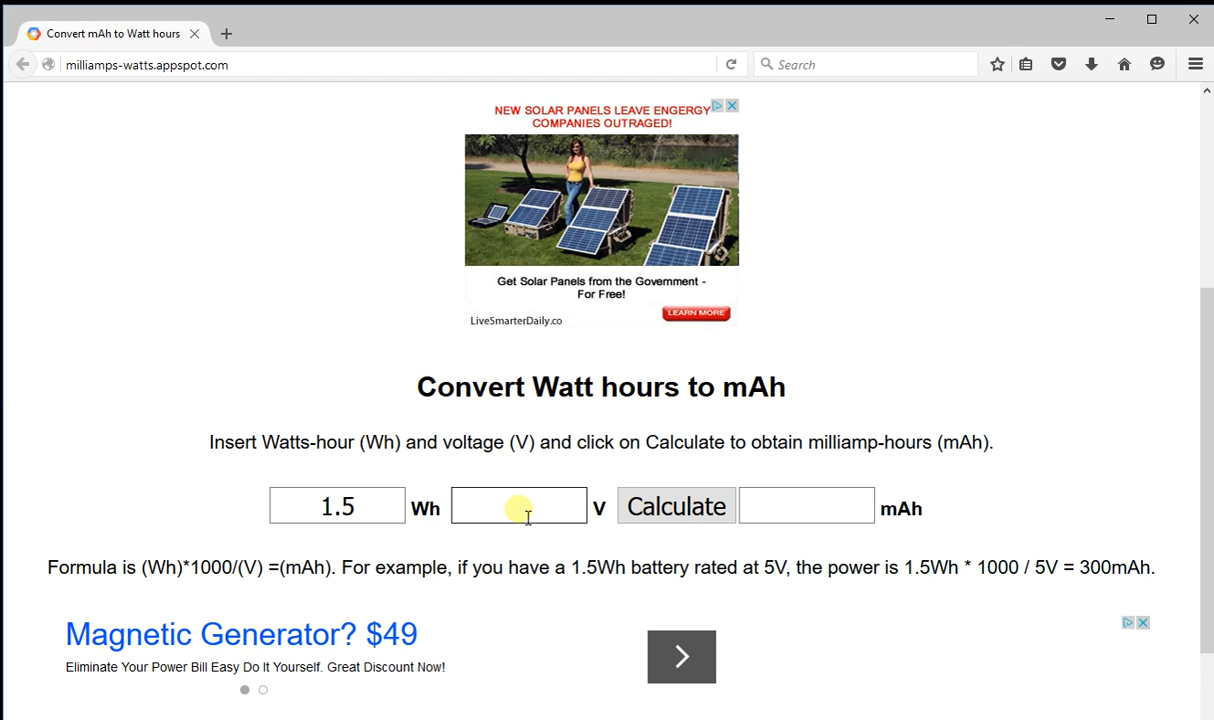 Convert mAh to Watt hours
milliamps-watts.appspot.com
Search
NEW SOLAR PANELS LEAVE ENGERGY
COMPANIES OUTRAGED!
Get Solar Panels from the Government -
For Free!
LiveSmarterDaily.co
LEARN MORE
Convert Watt hours to mAh
Insert Watts-hour (Wh) and voltage (V) and click on Calculate to obtain milliamp-hours (mAh).
1.5 Wh V Calculate mAh
Formula is (Wh)*1000/(V) =(mAh). For example, if you have a 1.5Wh battery rated at 5V, the power is 1.5Wh * 1000 / 5V = 300mAh.
Magnetic Generator? $49
Eliminate Your Power Bill Easy Do It Yourself. Great Discount Now!